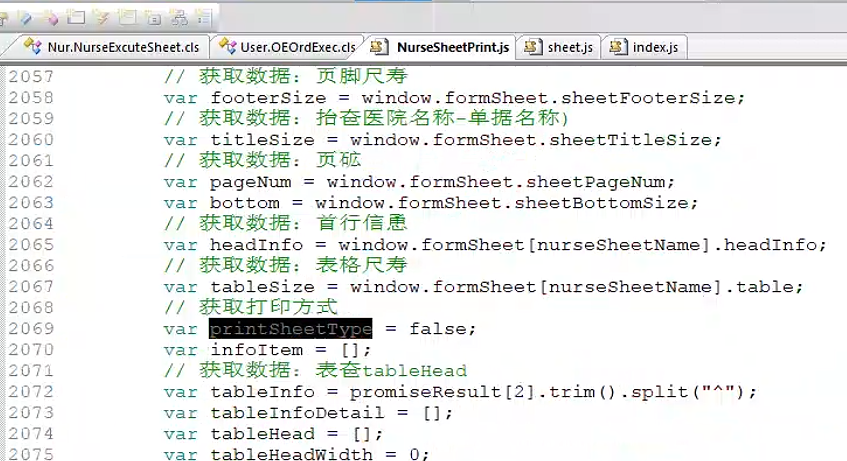 Nur.NurseExcuteSheet.cls User.OEOrdExec.cls NurseSheetPrint.js sheet.js index.js
2057 // 获取数据: 页脚尺寿
2058 var footerSize = window.formSheet.sheetFooterSize;
2059 // 获取数据: 抬奁医院名称-单据名称)
2060 var titleSize = window.formSheet.sheetTitleSize;
2061 // 获取数据: 页矿
2062 var pageNum = window.formSheet.sheetPageNum;
2063 var bottom = window.formSheet.sheetBottomSize;
2064 // 获取数据: 首行信息
2065 var headInfo = window.formSheet[nurseSheetName].headInfo;
2066 // 获取数据: 表格尺寿
2067 var tableSize = window.formSheet[nurseSheetName].table;
2068 // 获取打印方式
2069 var printSheetType = false;
2070 var infoItem = [];
2071 // 获取数据: 表奁tableHead
2072 var tableInfo = promiseResult[2].trim().split("^");
2073 var tableInfoDetail = [];
2074 var tableHead = [];
2075 var tableHeadWidth = 0;